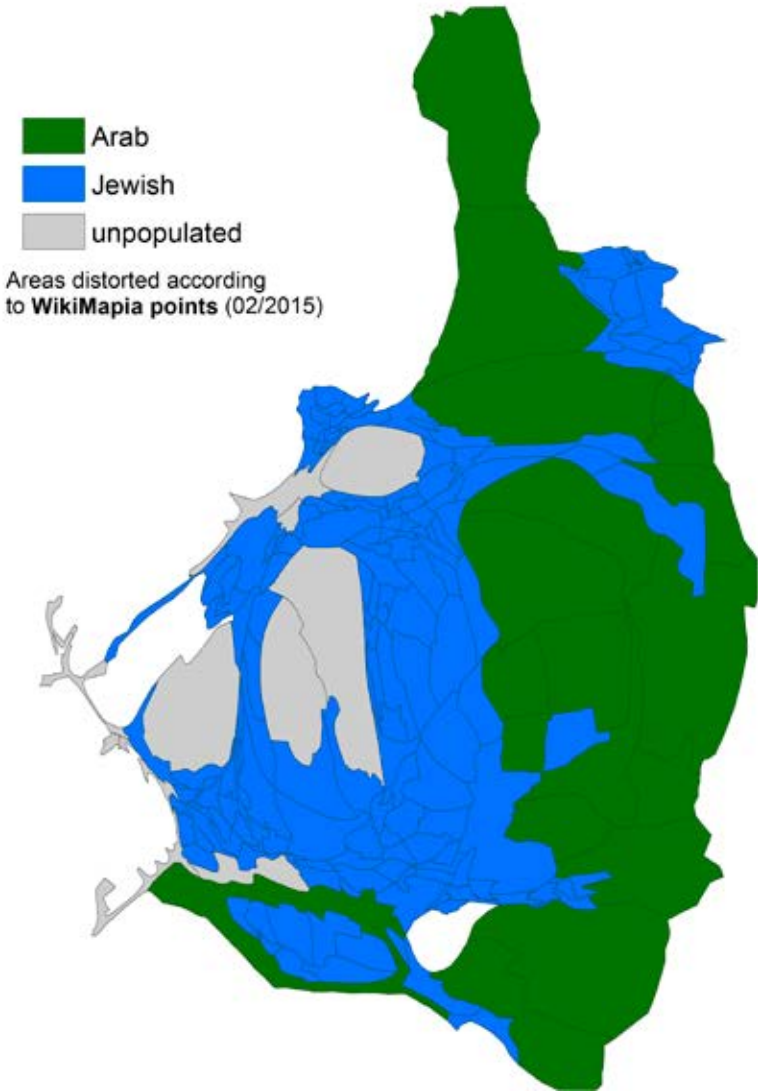 Arab
Jewish
unpopulated
Areas distorted according
to WikiMapia points (02/2015)